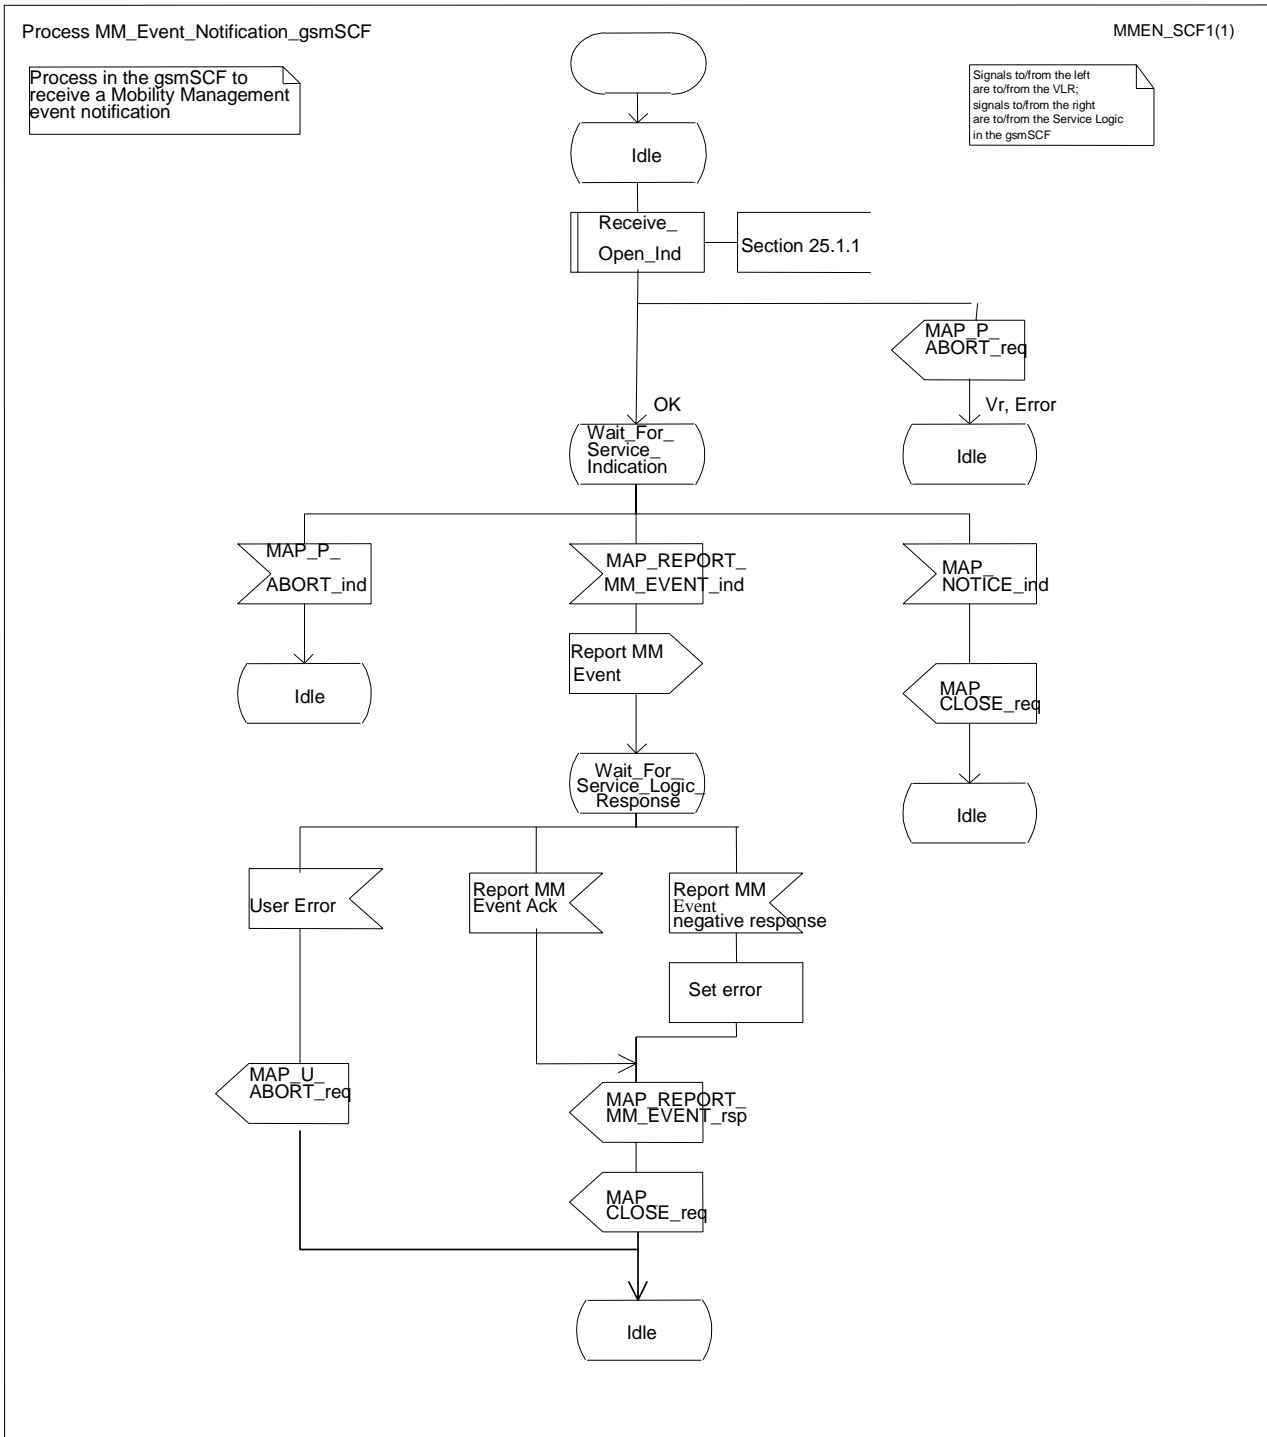 Process MM_Event_Notification_gsmSCF
MMEN_SCF1(1)
Process in the gsmSCF to
receive a Mobility Management
event notification
Signals to/from the left
are to/from the VLR;
signals to/from the right
are to/from the Service Logic
in the gsmSCF
Idle
Receive_
Open_Ind
Section 25.1.1
MAP_P_
ABORT_req
OK
Vr, Error
Wait_For_
Service_
Indication
Idle
MAP_P_
ABORT_ind
MAP_REPORT_
MM_EVENT_ind
MAP_
NOTICE_ind
Report MM
Event
Idle
MAP_
CLOSE_req
Wait_For_
Service_Logic_
Response
Idle
User Error
Report MM
Event Ack
Report MM
Event
negative response
Set error
MAP_U_
ABORT_req
MAP_REPORT_
MM_EVENT_rsp
MAP_
CLOSE_req
Idle